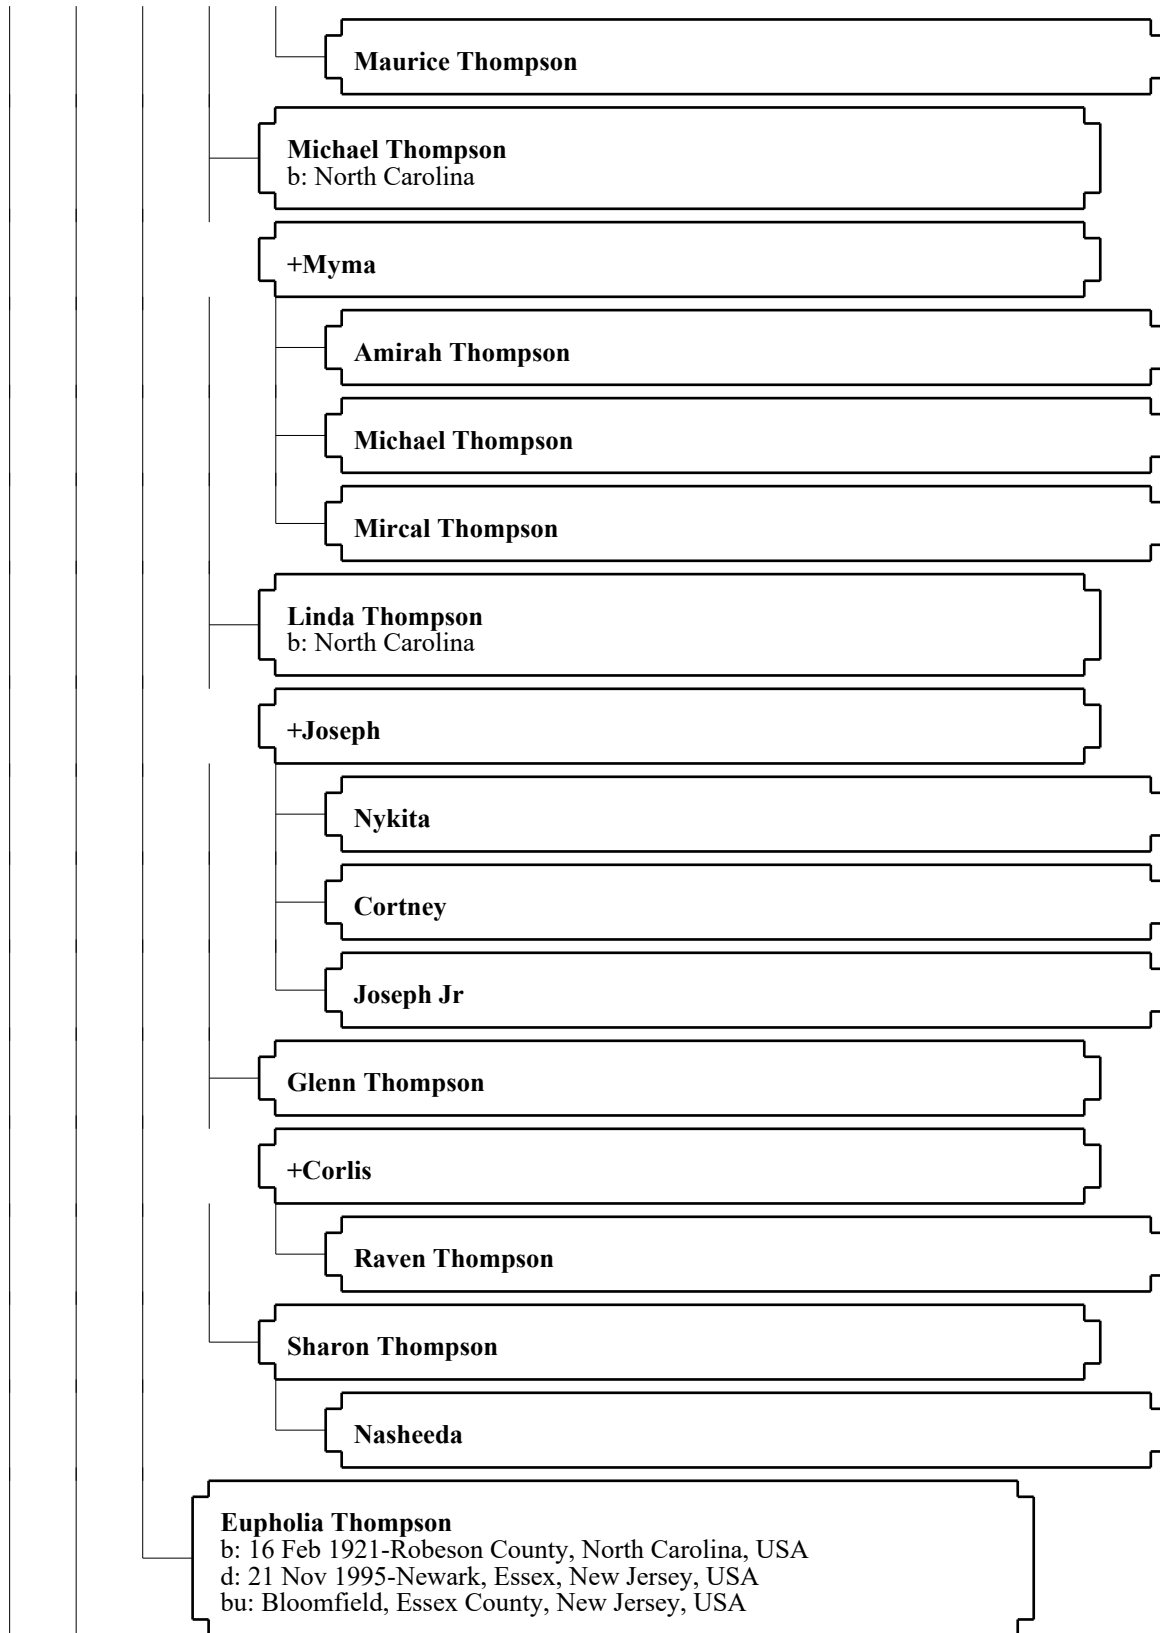 Maurice Thompson
Michael Thompson
b: North Carolina
+Myma
Amirah Thompson
Michael Thompson
Mircal Thompson
Linda Thompson
b: North Carolina
+Joseph
Nykita
Cortney
Joseph Jr
Glenn Thompson
+Corlis
Raven Thompson
Sharon Thompson
Nasheeda
Eupholia Thompson
b: 16 Feb 1921-Robeson County, North Carolina, USA
d: 21 Nov 1995-Newark, Essex, New Jersey, USA
bu: Bloomfield, Essex County, New Jersey, USA